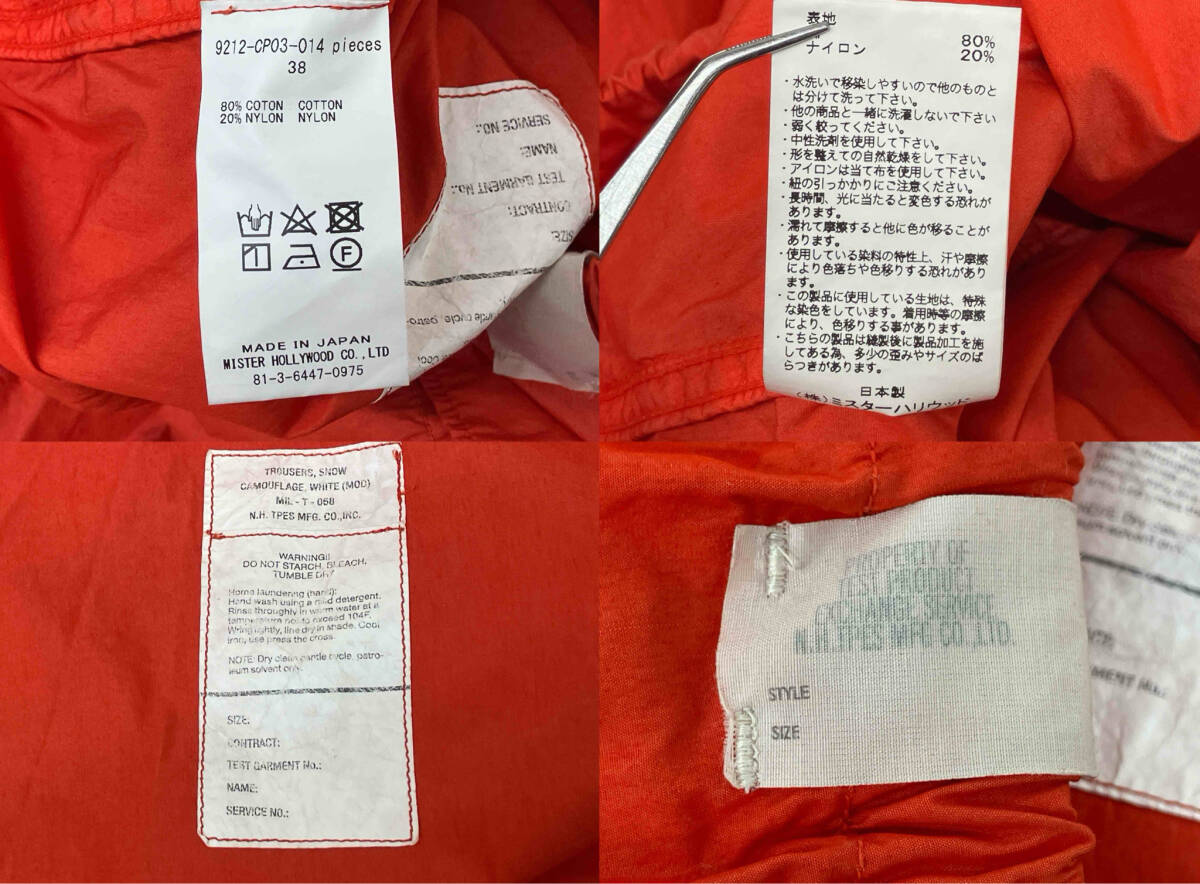 9212-CP03-014 pieces
38
80% COTON COTTON
20% NYLON NYLON
MADE IN JAPAN
MISTER HOLLYWOOD CO.,LTD
81-3-6447-0975
SERVICE NO.:
NAME:
TEST GARMENT No.:
CONTRACT:
SIZE:
表地
80%
ナイロン 20%
・水洗いで移染しやすいので他のものと
は分けて洗って下さい。
・他の商品と一緒に洗濯しないで下さい
・弱く絞ってください。
・中性洗剤を使用して下さい。
・形を整えての自然乾燥をして下さい。
・アイロンは当て布を使用して下さい。
・紐の引っかかりにご注意ください。
・長時間、光に当たると変色する恐れが
あります。
・濡れて摩擦すると他に色が移ることが
あります。
・使用している染料の特性上、汗や摩擦
により色落ちや色移りする恐れがあり
ます。
・この製品に使用している生地は、特殊
な染色をしています。着用時等の摩擦
により、色移りする事があります。
・こちらの製品は縫製後に製品加工を施
してある為、多少の歪みやサイズのば
らつきがあります。
日本製
(株)ミスターハリウッド
TROUSERS, SNOW
CAMOUFLAGE, WHITE (MOD)
MIL - T - 058
N.H. TPES MFG. CO.,INC.
WARNING!!
DO NOT STARCH, BLEACH,
TUMBLE DRY
Home laundering (hand):
Hand wash using a mild detergent.
Rinse throughly in warm water at a
temperature not to exceed 104F.
Wring lightly, line dry in shade. Cool
iron, use press the cross.
NOTE: Dry clean gantle cycle, patro-
leum solvent only.
SIZE:
CONTRACT:
TEST GARMENT No.:
NAME:
SERVICE NO.:
PROPERTY OF
TEST PRODUCT
STYLE
SIZE